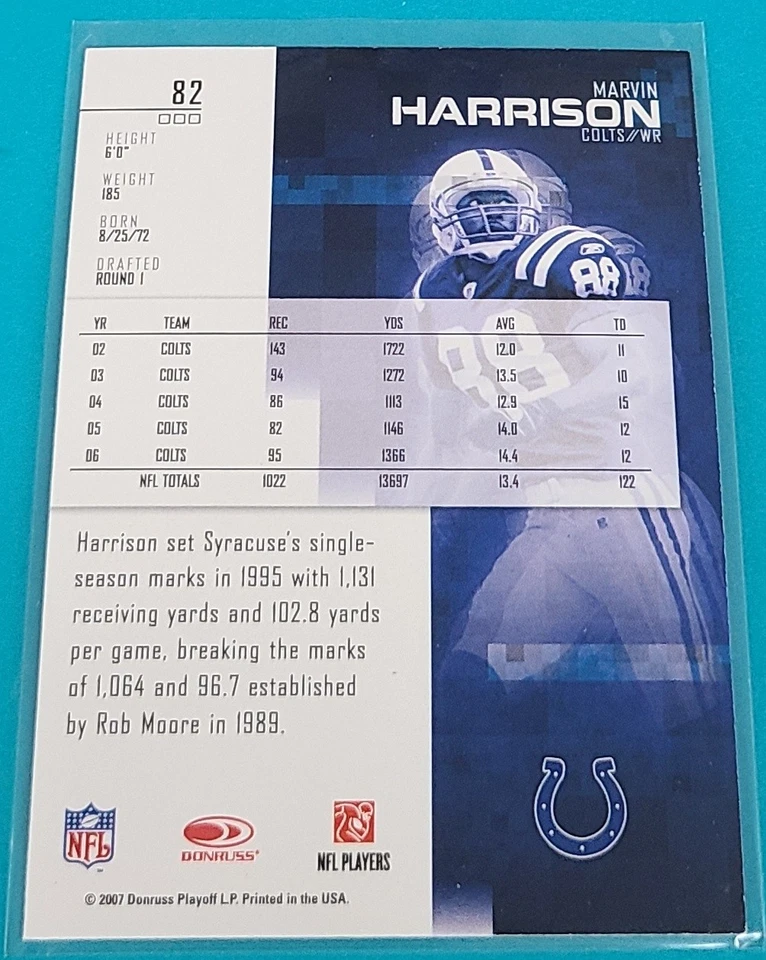 82
MARVIN
HARRISON
COLTS//WR
HEIGHT
6'0"
WEIGHT
185
BORN
8/25/72
DRAFTED
ROUND 1
88
88
YR TEAM REC YDS AVG TD
02 COLTS 143 1722 12.0 11
03 COLTS 94 1272 13.5 10
04 COLTS 86 1113 12.9 15
05 COLTS 82 1146 14.0 12
06 COLTS 95 1366 14.4 12
NFL TOTALS 1022 13697 13.4 122
Harrison set Syracuse's single-
season marks in 1995 with 1,131
receiving yards and 102.8 yards
per game, breaking the marks
of 1,064 and 96.7 established
by Rob Moore in 1989.
NFL
DONRUSS
NFL PLAYERS
© 2007 Donruss Playoff L.P. Printed in the USA.